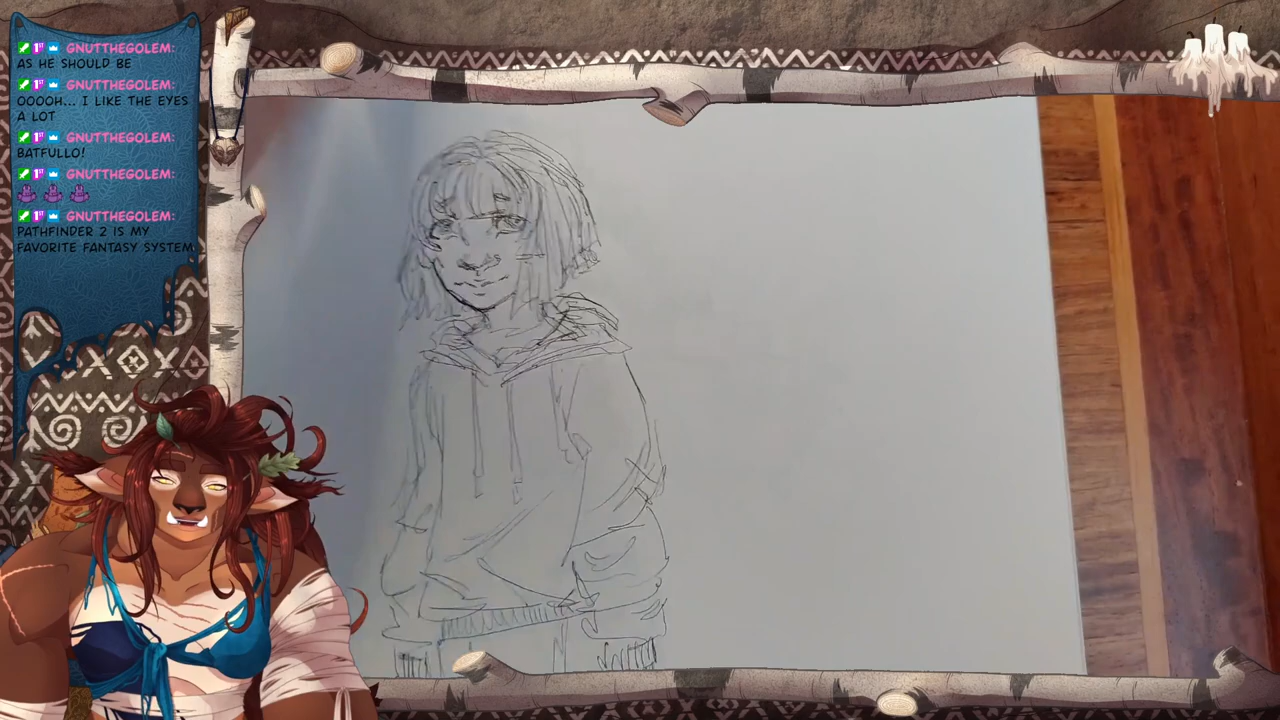 GNUTTHEGOLEM:
AS HE SHOULD BE
GNUTTHEGOLEM:
OOOOH... I LIKE THE EYES
A LOT
GNUTTHEGOLEM:
BATFULLO!
GNUTTHEGOLEM:
GNUTTHEGOLEM:
PATHFINDER 2 IS MY
FAVORITE FANTASY SYSTEM